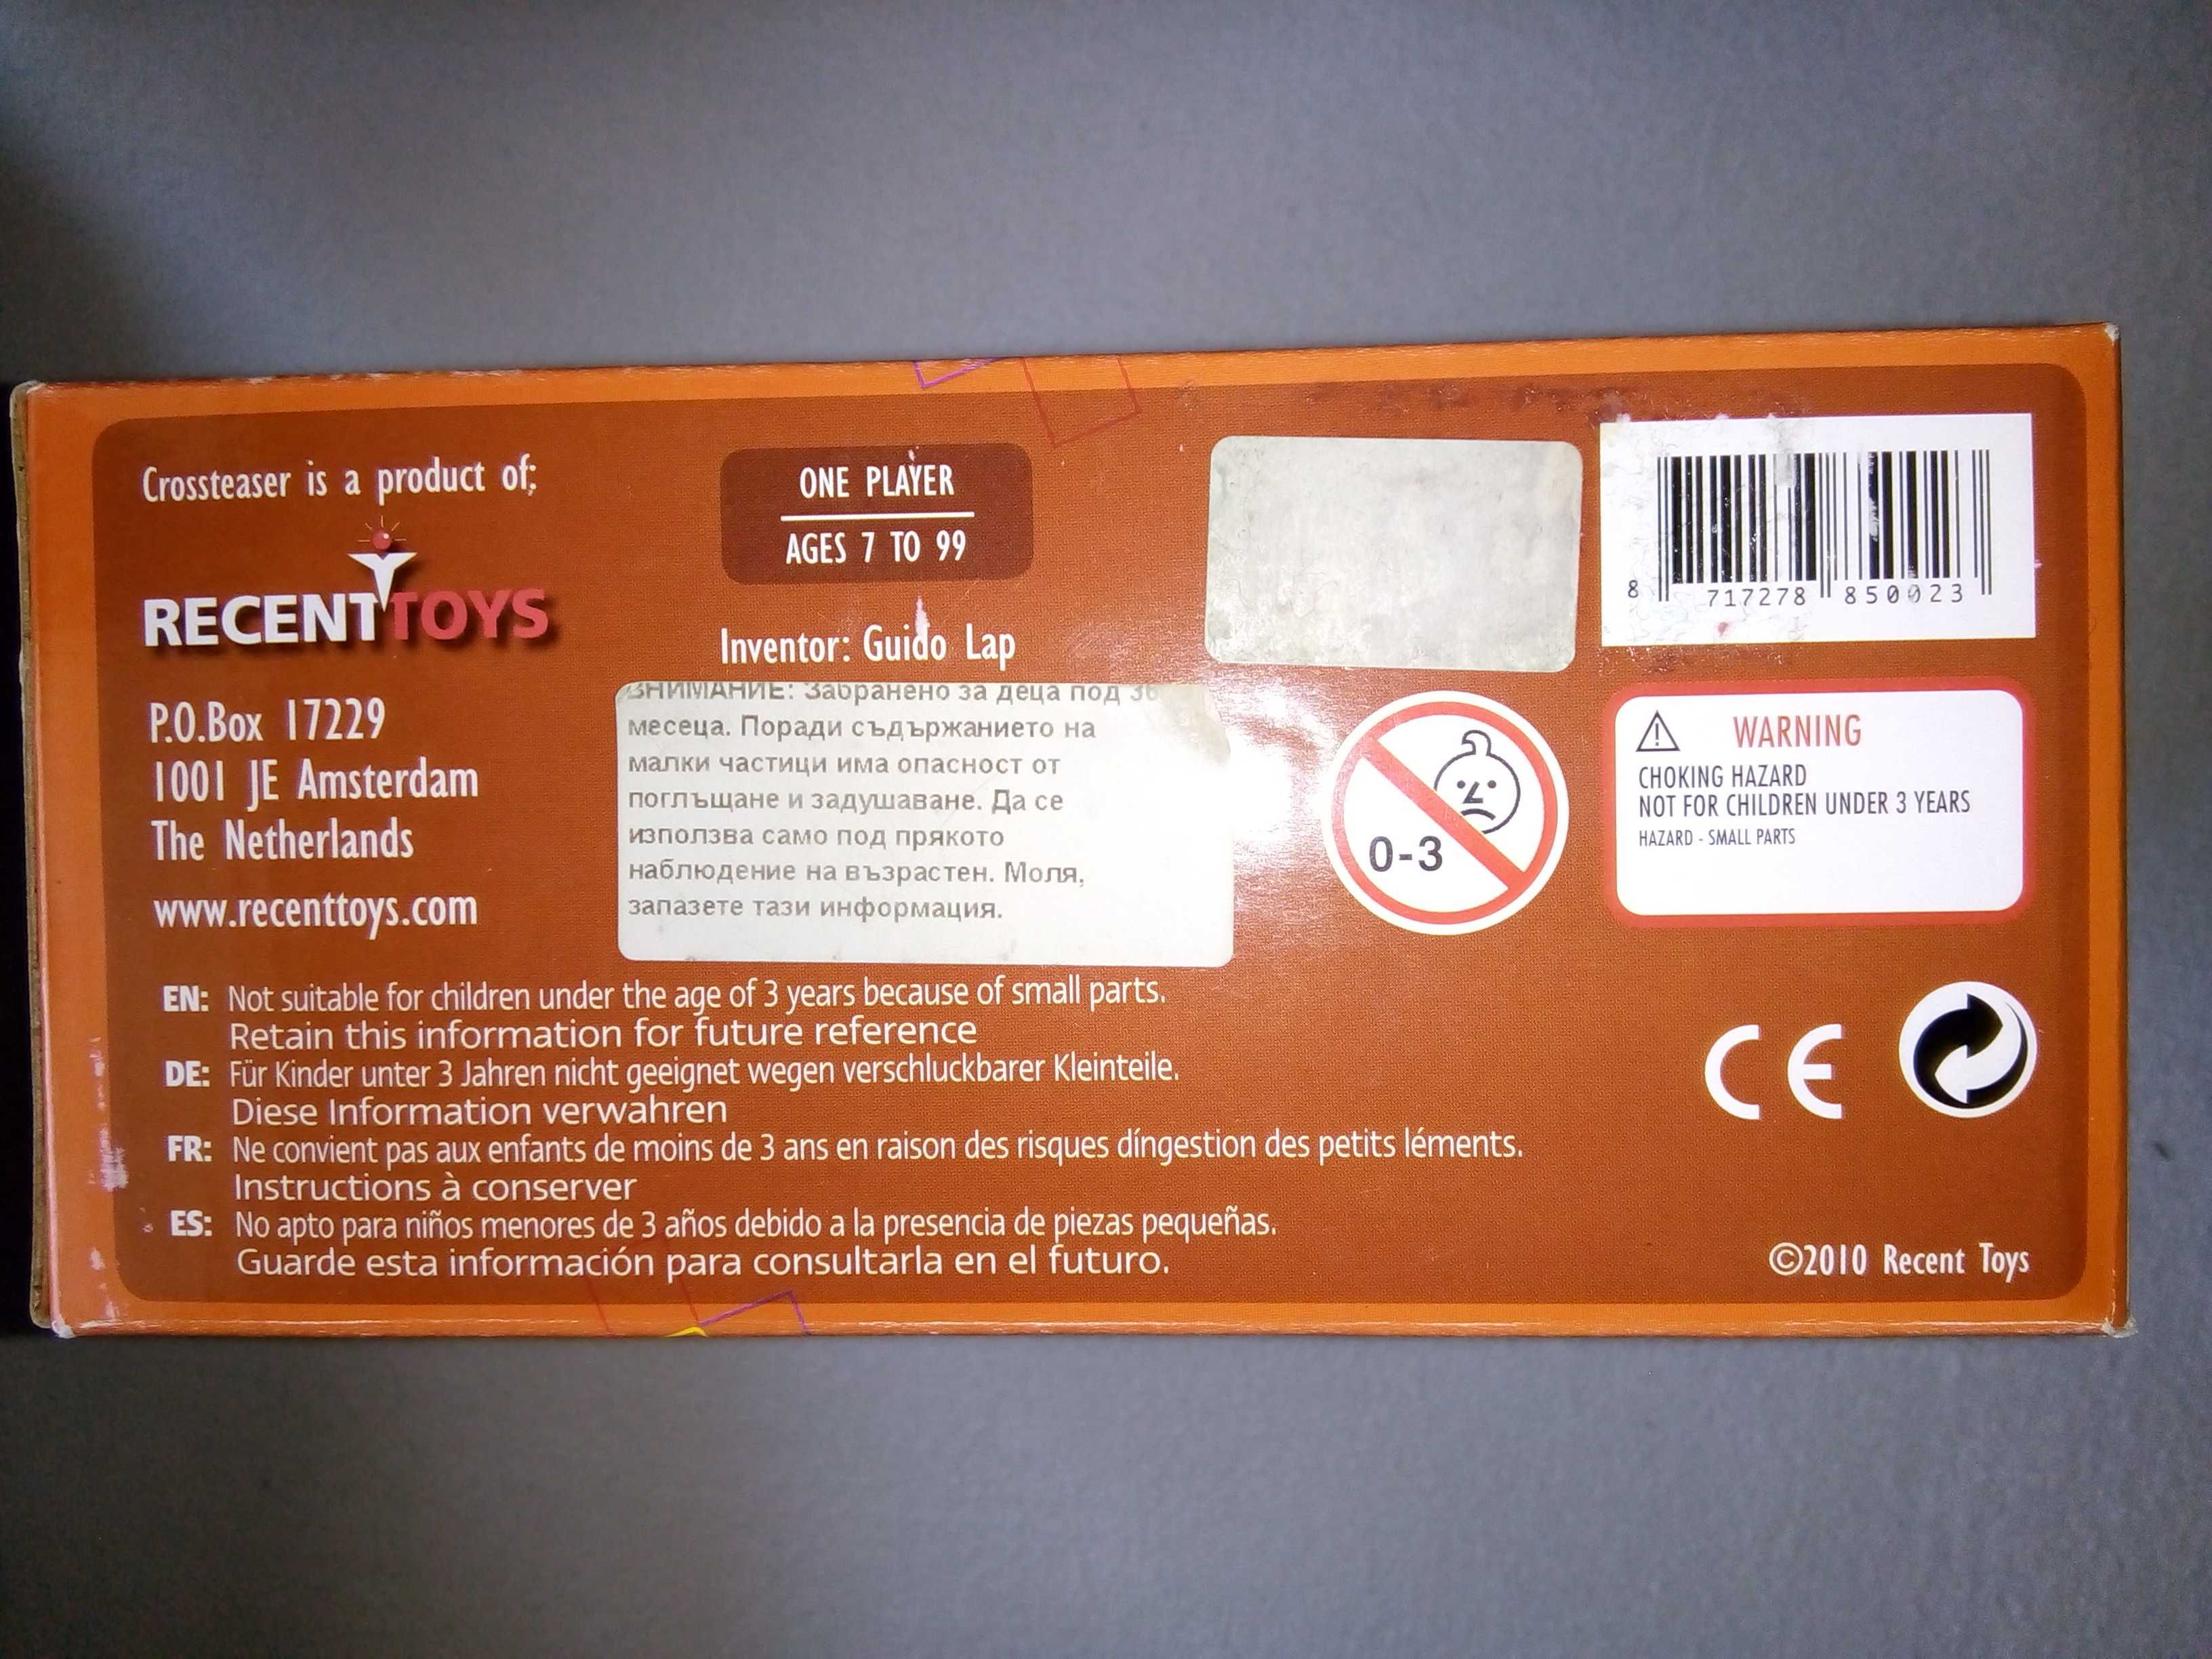 Crossteaser is a product of:
RECENTTOYS
P.O.Box 17229
1001 JE Amsterdam
The Netherlands
www.recenttoys.com
ONE PLAYER
AGES 7 TO 99
Inventor: Guido Lap
ВНИМАНИЕ: Забранено за деца под 36
месеца. Поради съдържанието на
малки частици има опасност от
поглъщане и задушаване. Да се
използва само под прякото
наблюдение на възрастен. Моля,
запазете тази информация.
8 717278 850023
0-3
WARNING
CHOKING HAZARD
NOT FOR CHILDREN UNDER 3 YEARS
HAZARD - SMALL PARTS
EN: Not suitable for children under the age of 3 years because of small parts.
Retain this information for future reference
DE: Für Kinder unter 3 Jahren nicht geeignet wegen verschluckbarer Kleinteile.
Diese Information verwahren
FR: Ne convient pas aux enfants de moins de 3 ans en raison des risques díngestion des petits léments.
Instructions à conserver
ES: No apto para niños menores de 3 años debido a la presencia de piezas pequeñas.
Guarde esta información para consultarla en el futuro.
CE
©2010 Recent Toys